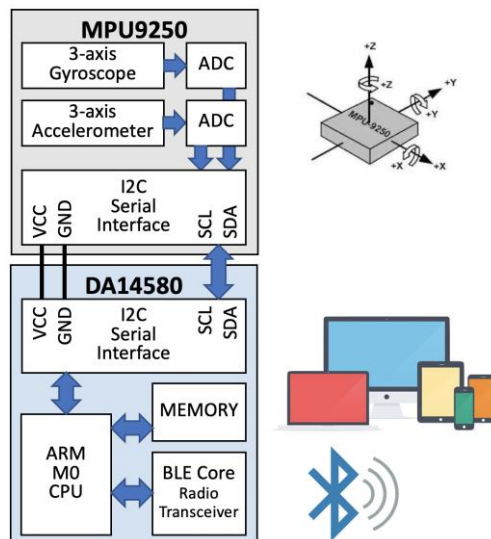 MPU9250
3-axis
Gyroscope
ADC
3-axis
Accelerometer
ADC
I2C
Serial
Interface
VCC
GND
SCL
SDA
+Z
+Z
+Y
+Y
MPU-9250
+X
+X
DA14580
I2C
Serial
Interface
VCC
GND
SCL
SDA
ARM
M0
CPU
MEMORY
BLE Core
Radio
Transceiver